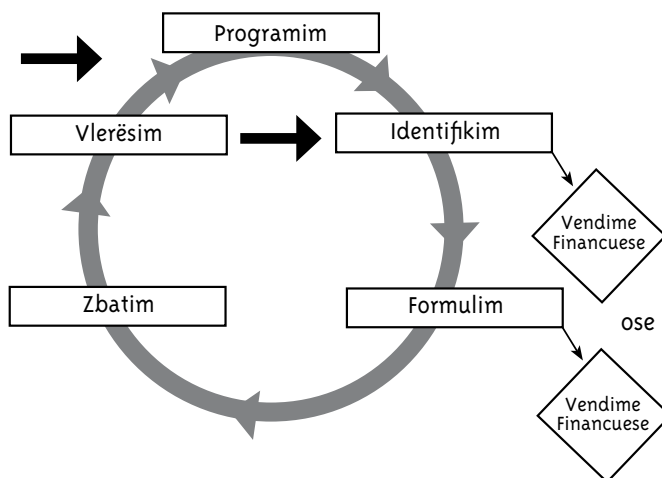 Programim
Vlerësim
Identifikim
Vendime
Financuese
Zbatim
Formulim
ose
Vendime
Financuese